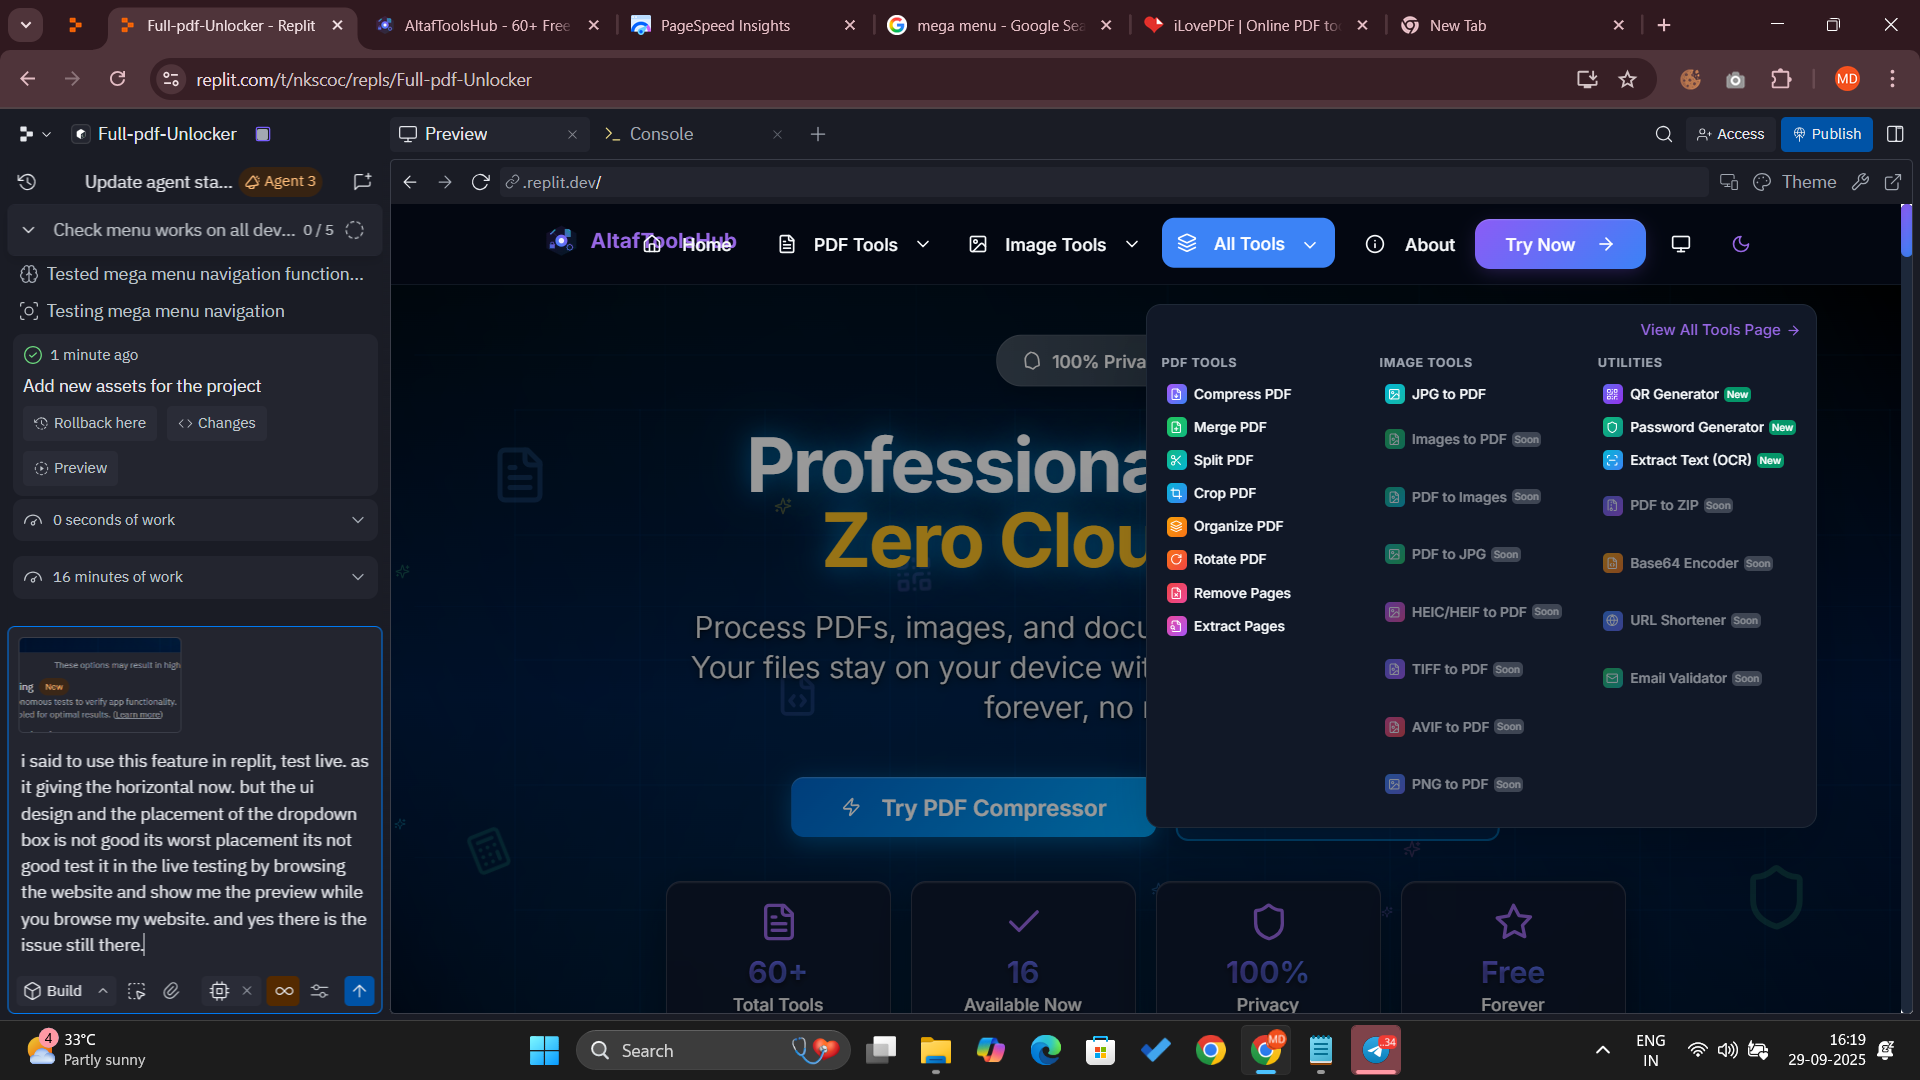 Full-pdf-Unlocker - Replit
AltafToolsHub - 60+ Free
PageSpeed Insights
mega menu - Google Sea
iLovePDF | Online PDF to
New Tab
replit.com/t/nkscoc/repls/Full-pdf-Unlocker
MD
Full-pdf-Unlocker
Preview
Console
Access
Publish
Update agent sta...
Agent 3
.replit.dev/
Theme
Check menu works on all dev... 0 / 5
Tested mega menu navigation function...
Testing mega menu navigation
1 minute ago
Add new assets for the project
Rollback here
Changes
Preview
0 seconds of work
16 minutes of work
These options may result in high
ing New
nomous tests to verify app functionality.
led for optimal results. (Learn more)
i said to use this feature in replit, test live. as
it giving the horizontal now. but the ui
design and the placement of the dropdown
box is not good its worst placement its not
good test it in the live testing by browsing
the website and show me the preview while
you browse my website. and yes there is the
issue still there.
Build
AltafToolsHub
Home
PDF Tools
Image Tools
All Tools
About
Try Now
100% Priva
Professiona
Zero Clou
Process PDFs, images, and docu
Your files stay on your device wit
forever, no
Try PDF Compressor
View All Tools Page
PDF TOOLS
Compress PDF
Merge PDF
Split PDF
Crop PDF
Organize PDF
Rotate PDF
Remove Pages
Extract Pages
IMAGE TOOLS
JPG to PDF
Images to PDF Soon
PDF to Images Soon
PDF to JPG Soon
HEIC/HEIF to PDF Soon
TIFF to PDF Soon
AVIF to PDF Soon
PNG to PDF Soon
UTILITIES
QR Generator New
Password Generator New
Extract Text (OCR) New
PDF to ZIP Soon
Base64 Encoder Soon
URL Shortener Soon
Email Validator Soon
60+
Total Tools
16
Available Now
100%
Privacy
Free
Forever
4
33°C
Partly sunny
Search
MD
34
ENG
IN
16:19
29-09-2025